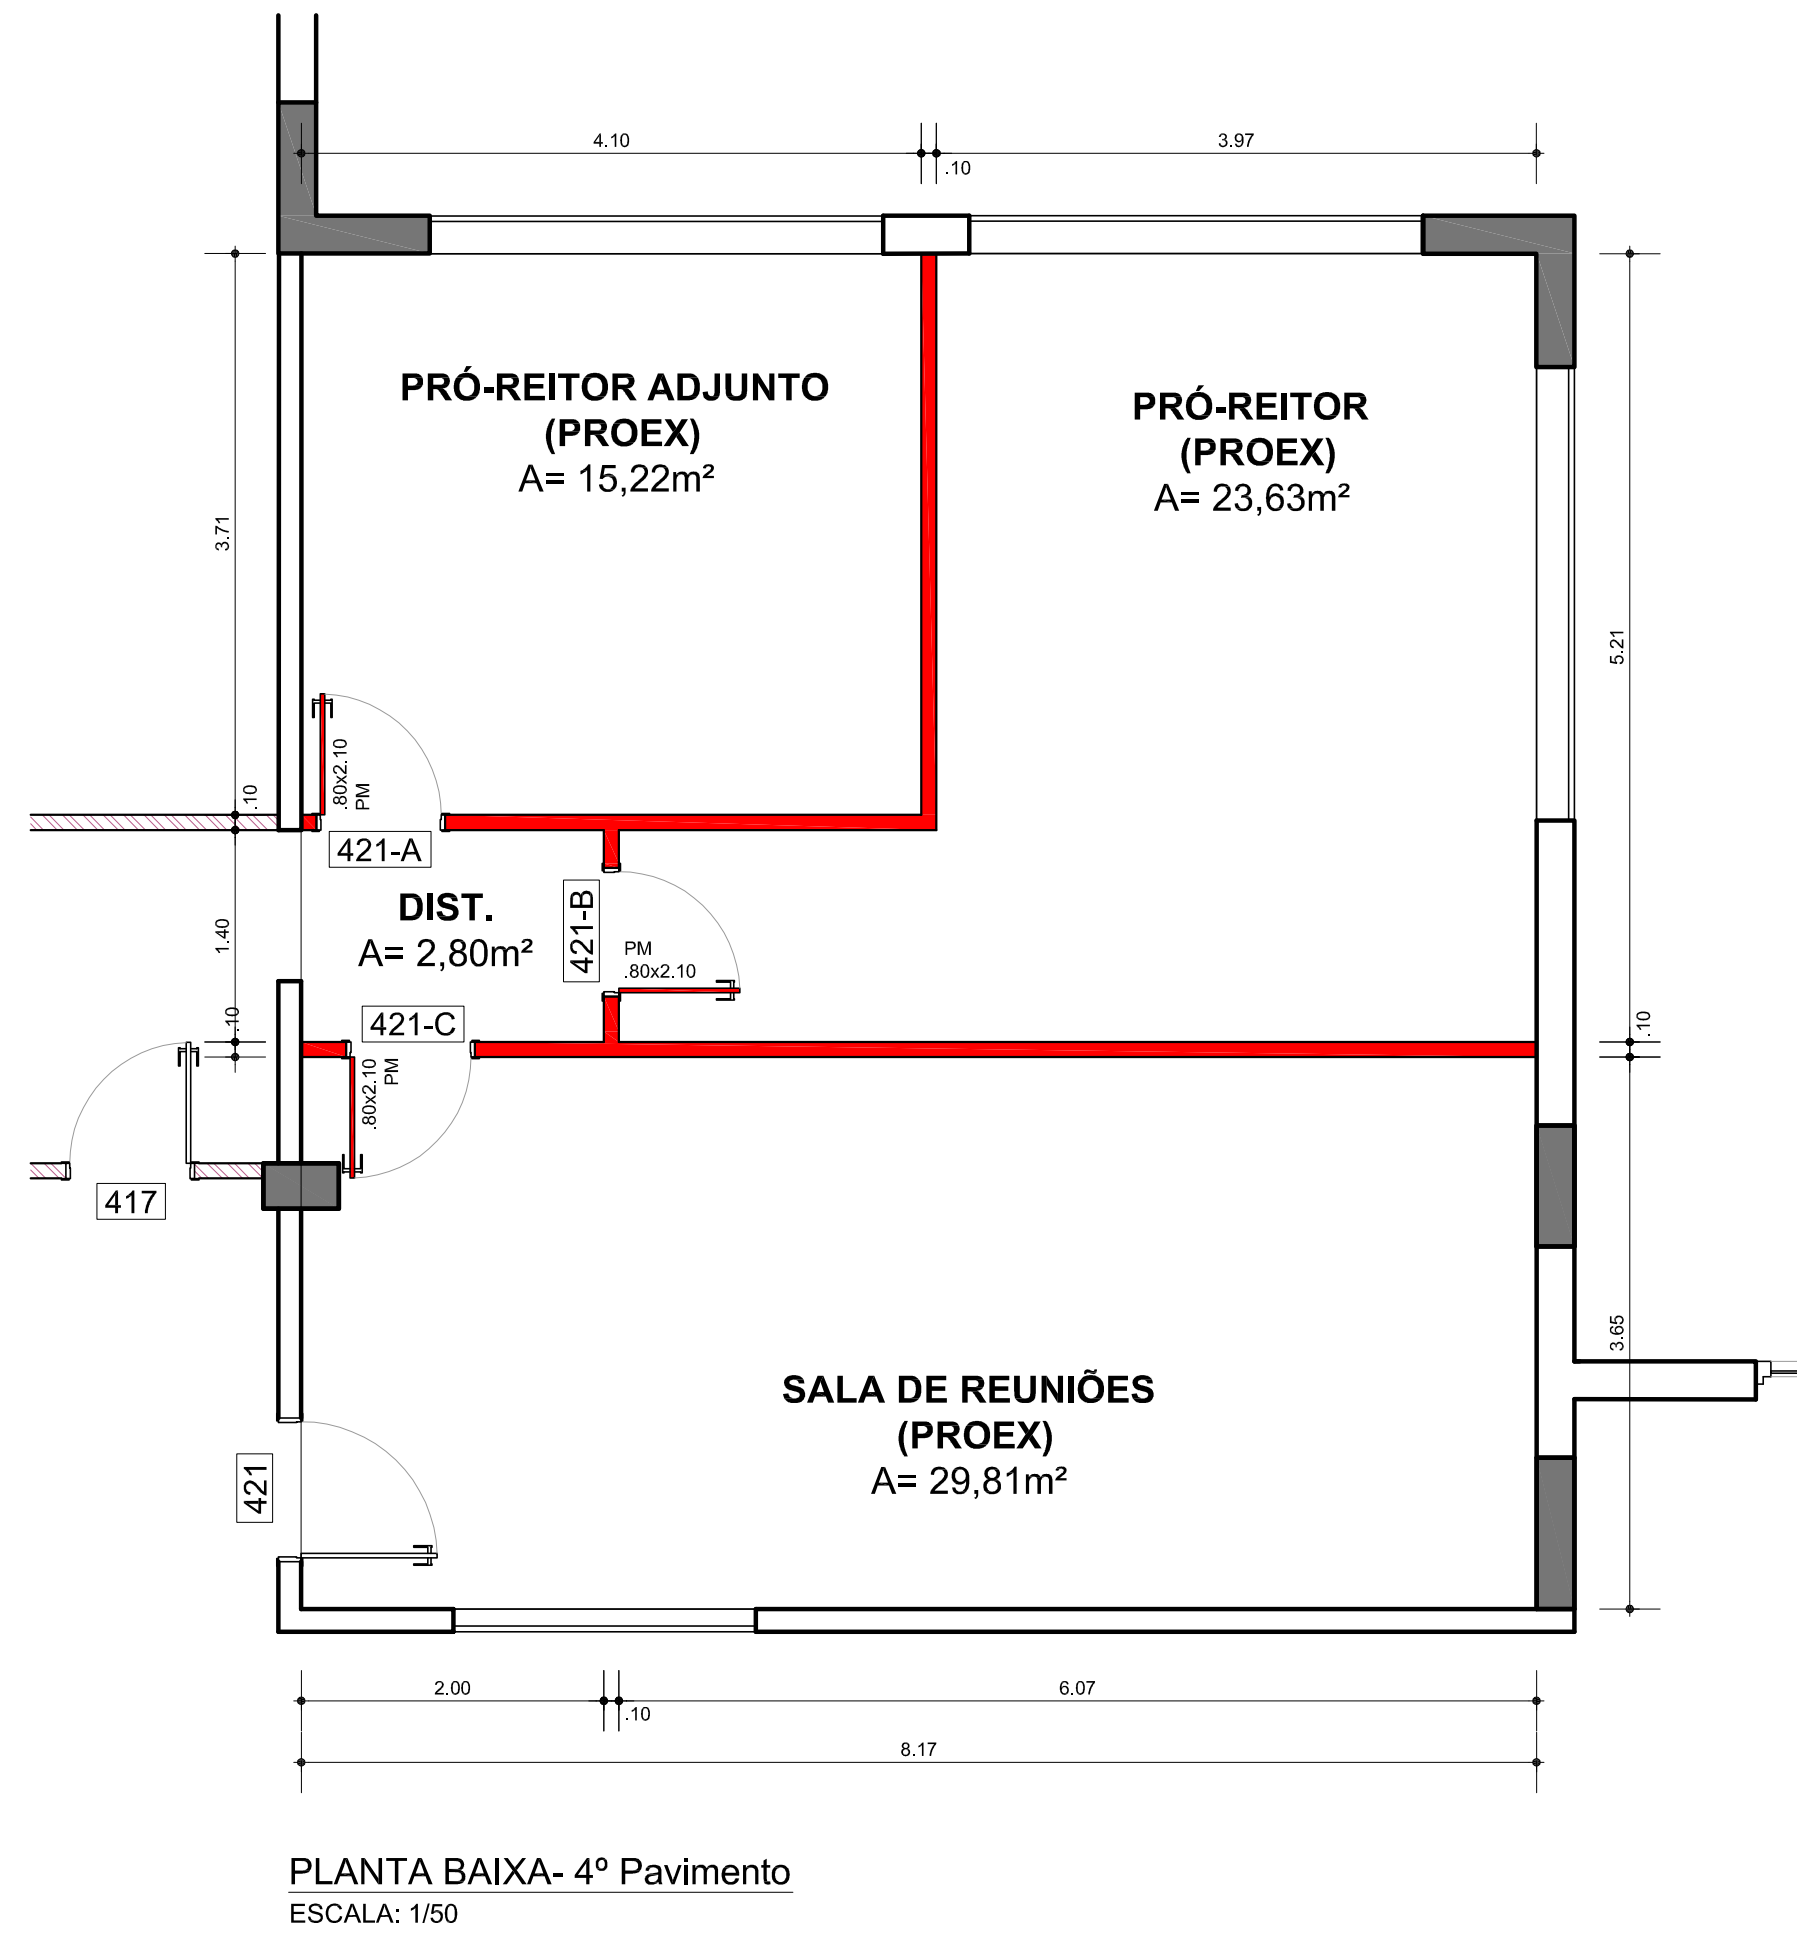 4.10
.10
3.97
PRÓ-REITOR ADJUNTO
(PROEX)
A= 15,22m²
PRÓ-REITOR
(PROEX)
A= 23,63m²
3.71
5.21
.80x2.10
PM
.10
421-A
DIST.
A= 2,80m²
421-B
PM
.80x2.10
1.40
.10
421-C
.10
.80x2.10
PM
417
3.65
SALA DE REUNIÕES
(PROEX)
A= 29,81m²
421
2.00
.10
6.07
8.17
PLANTA BAIXA- 4º Pavimento
ESCALA: 1/50